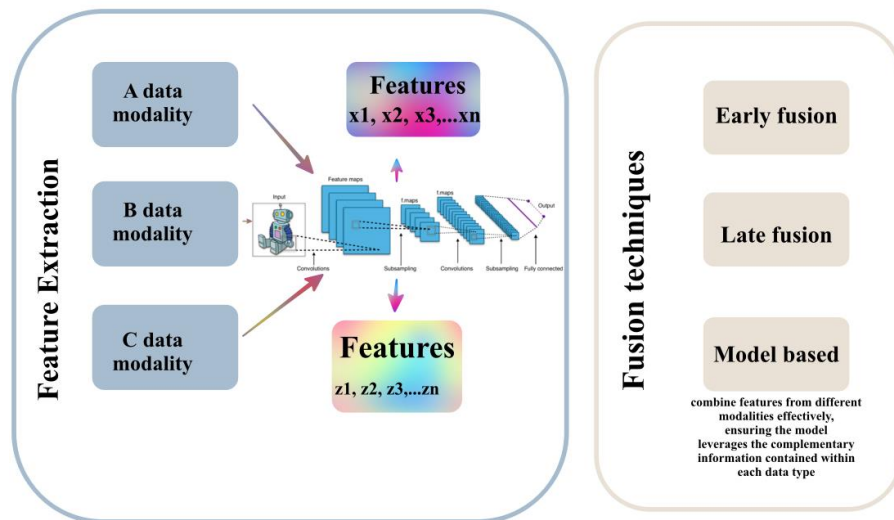 Feature Extraction
A data
modality
B data
modality
C data
modality
Features
x1, x2, x3,...xn
Input
Feature maps
f.maps
f.maps
Output
Convolutions
Subsampling
Convolutions
Subsampling
Fully connected
Features
z1, z2, z3,...zn
Fusion techniques
Early fusion
Late fusion
Model based
combine features from different
modalities effectively,
ensuring the model
leverages the complementary
information contained within
each data type